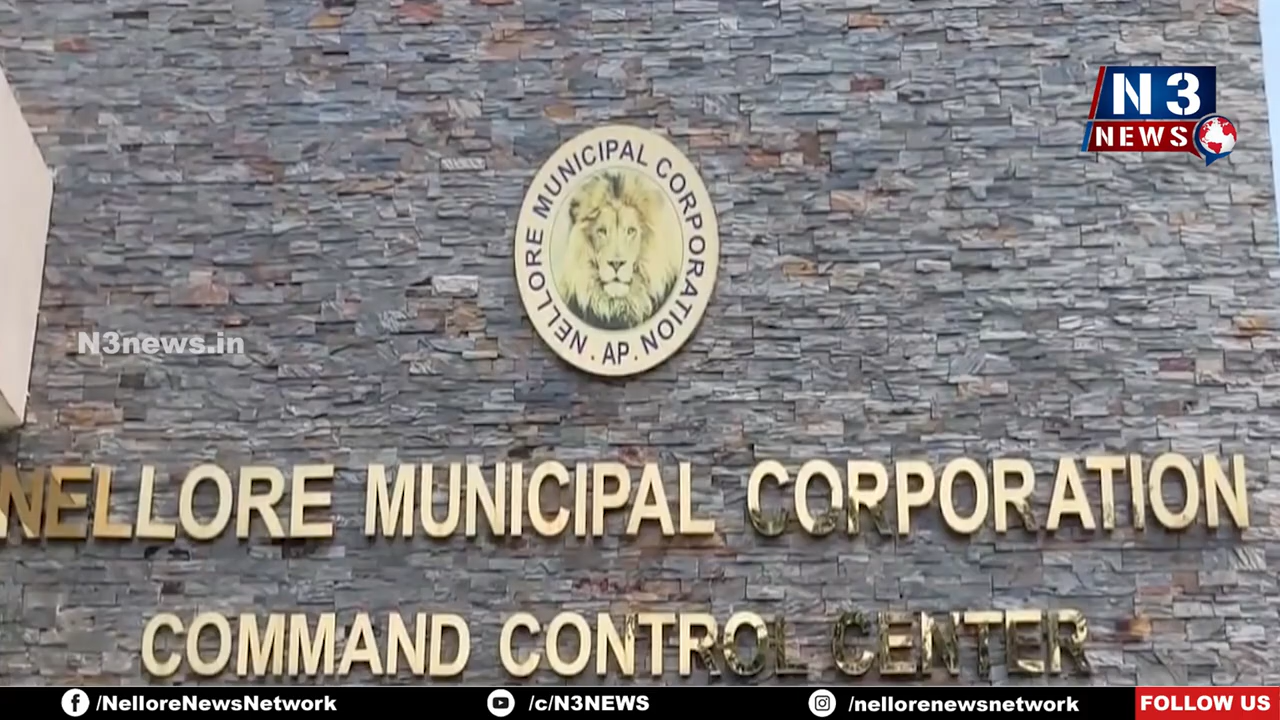 N3
NEWS
NELLORE MUNICIPAL CORPORATION
. AP .
N3news.in
NELLORE MUNICIPAL CORPORATION
COMMAND CONTROL CENTER
/NelloreNewsNetwork
/c/N3NEWS
/nellorenewsnetwork
FOLLOW US